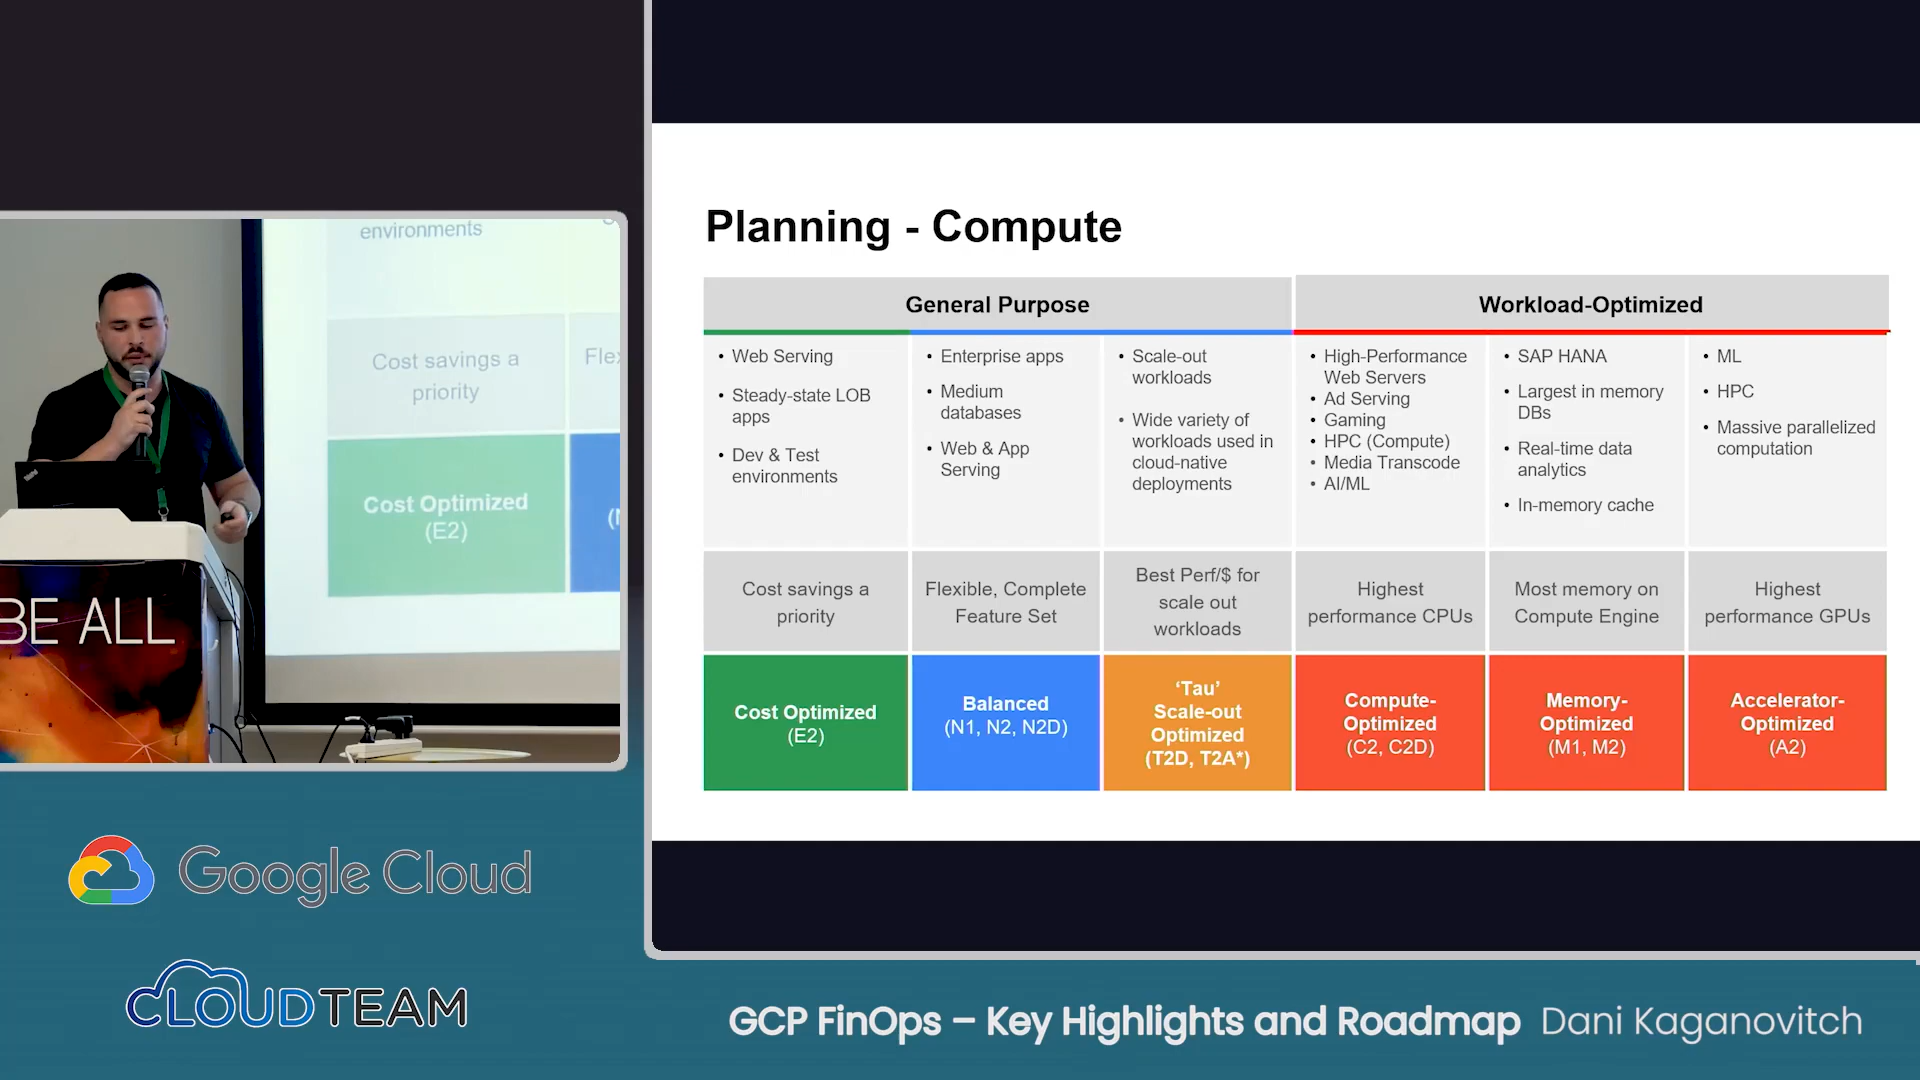 environments
Cost savings a
priority
Cost Optimized
(E2)
BE ALL
Google Cloud
CLOUDTEAM
Planning - Compute
General Purpose
Workload-Optimized
• Web Serving
• Steady-state LOB
apps
• Dev & Test
environments
• Enterprise apps
• Medium
databases
• Web & App
Serving
• Scale-out
workloads
• Wide variety of
workloads used in
cloud-native
deployments
• High-Performance
Web Servers
• Ad Serving
• Gaming
• HPC (Compute)
• Media Transcode
• AI/ML
• SAP HANA
• Largest in memory
DBs
• Real-time data
analytics
• In-memory cache
• ML
• HPC
• Massive parallelized
computation
Cost savings a
priority
Flexible, Complete
Feature Set
Best Perf/$ for
scale out
workloads
Highest
performance CPUs
Most memory on
Compute Engine
Highest
performance GPUs
Cost Optimized
(E2)
Balanced
(N1, N2, N2D)
‘Tau’
Scale-out
Optimized
(T2D, T2A*)
Compute-
Optimized
(C2, C2D)
Memory-
Optimized
(M1, M2)
Accelerator-
Optimized
(A2)
GCP FinOps – Key Highlights and Roadmap Dani Kaganovitch